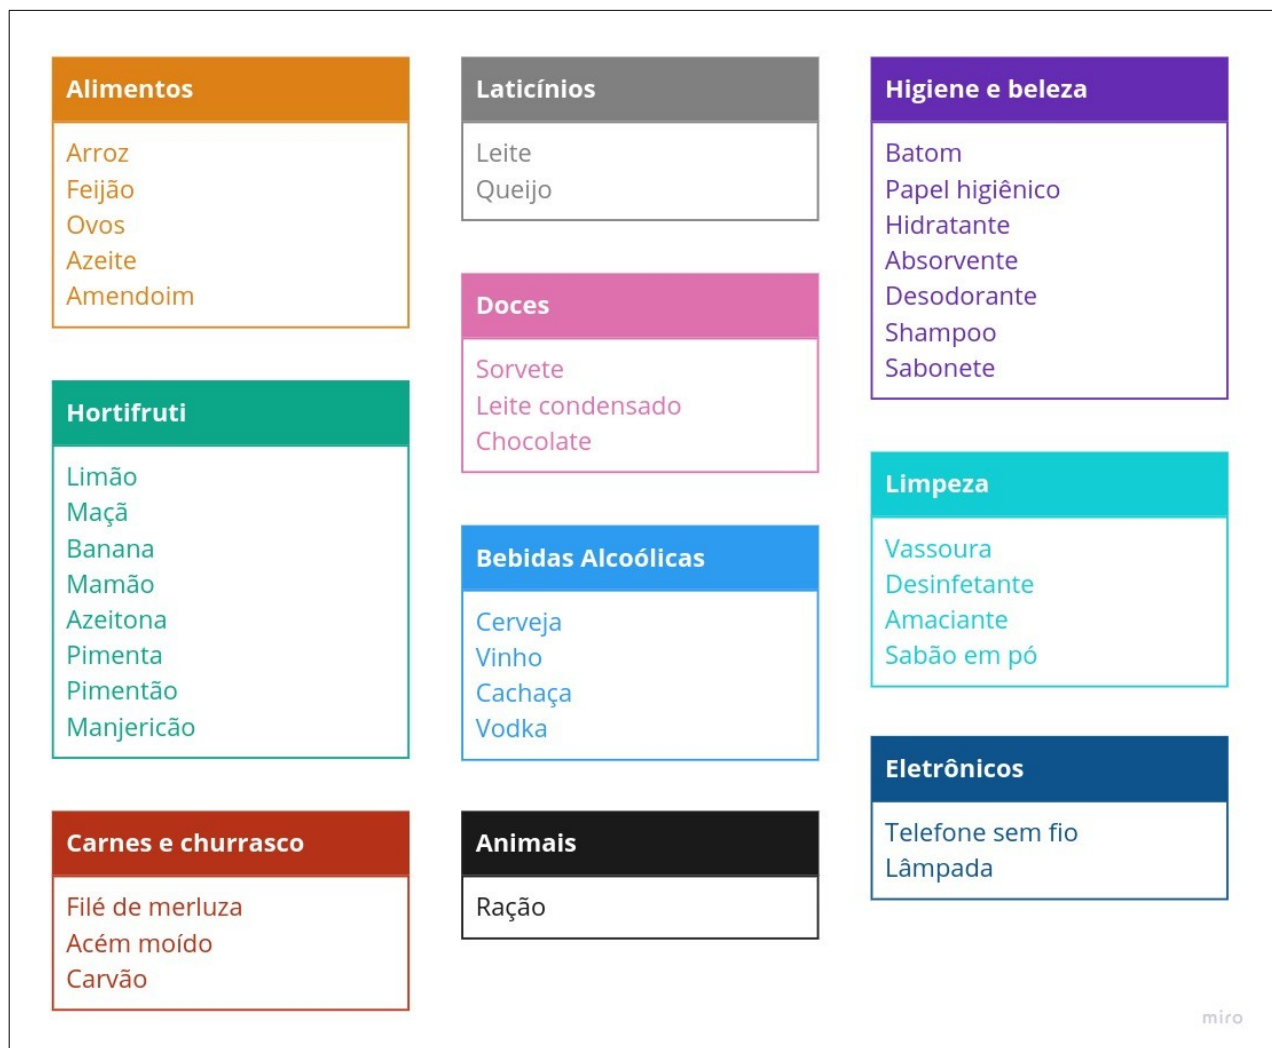 Alimentos
Arroz
Feijão
Ovos
Azeite
Amendoim
Hortifruti
Limão
Maçã
Banana
Mamão
Azeitona
Pimenta
Pimentão
Manjericão
Carnes e churrasco
Filé de merluza
Acém moído
Carvão
Laticínios
Leite
Queijo
Doces
Sorvete
Leite condensado
Chocolate
Bebidas Alcoólicas
Cerveja
Vinho
Cachaça
Vodka
Animais
Ração
Higiene e beleza
Batom
Papel higiênico
Hidratante
Absorvente
Desodorante
Shampoo
Sabonete
Limpeza
Vassoura
Desinfetante
Amaciante
Sabão em pó
Eletrônicos
Telefone sem fio
Lâmpada
miro